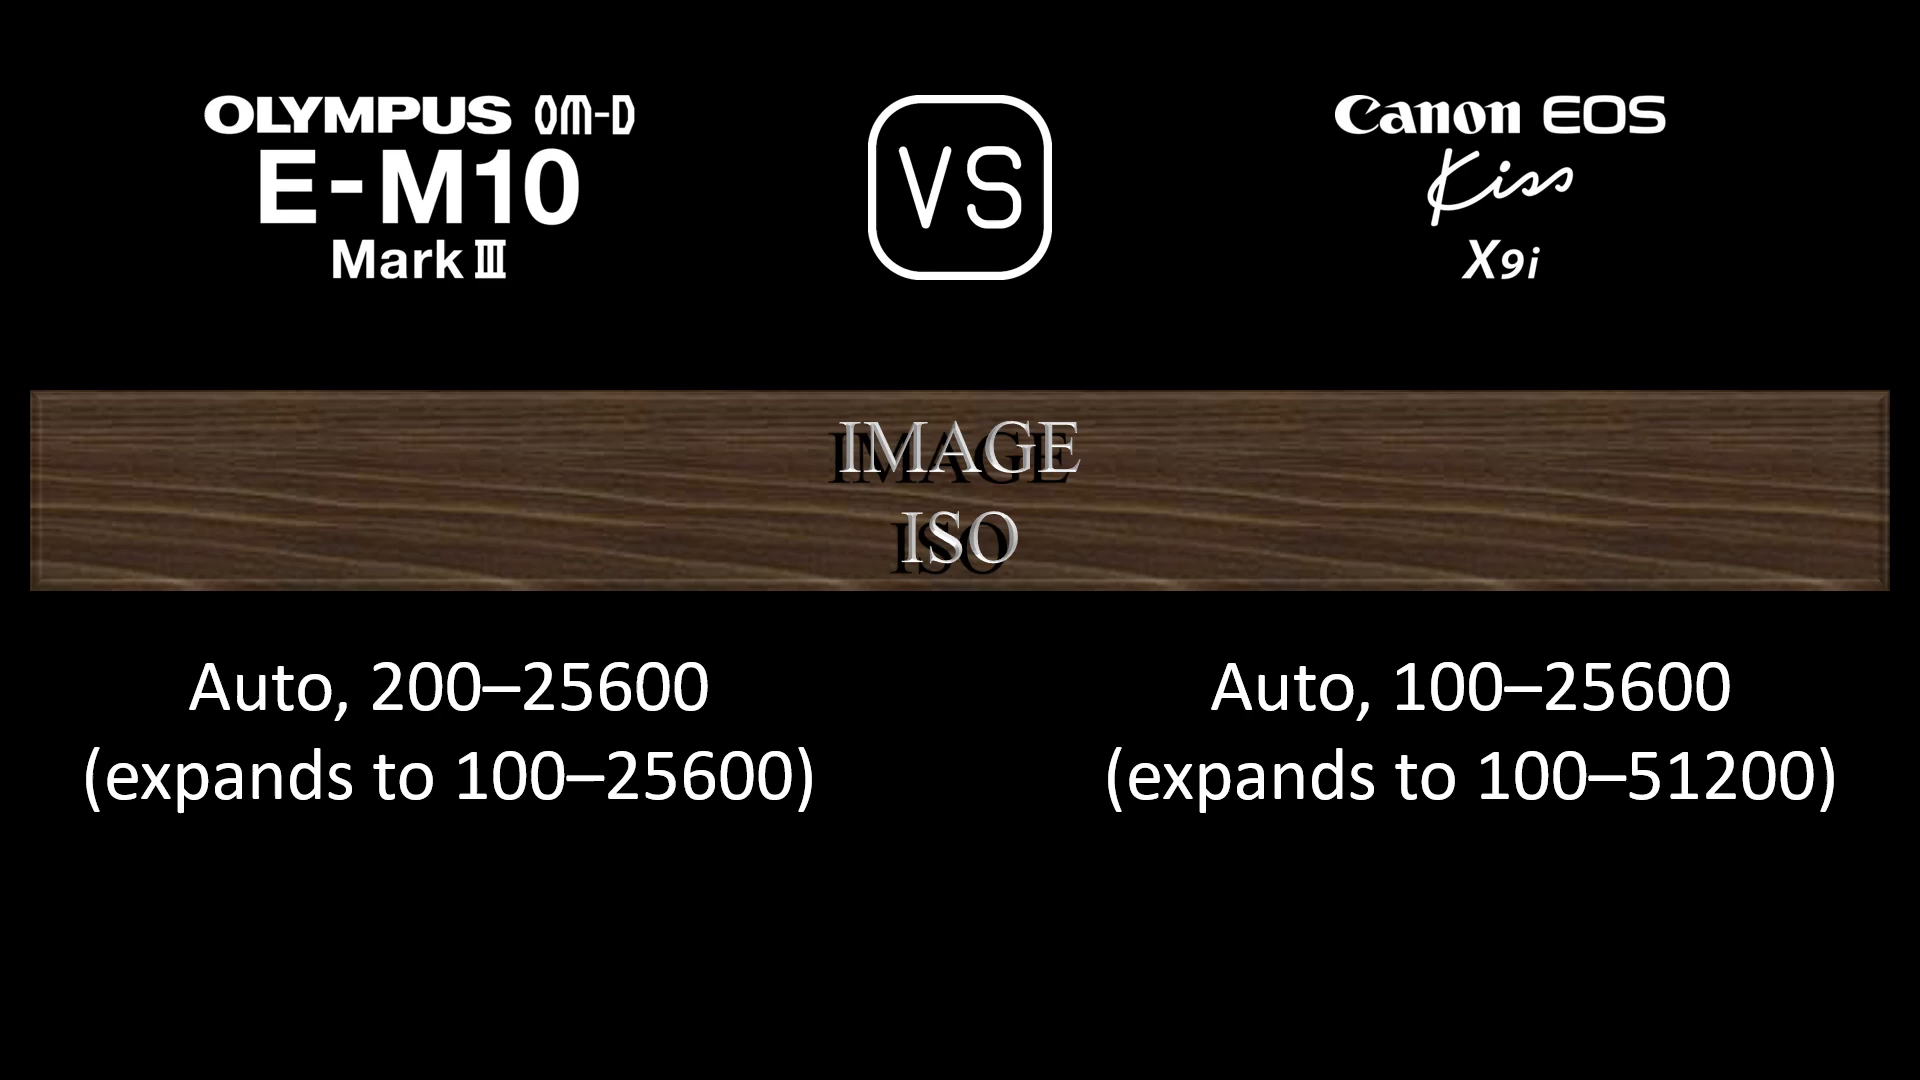 OLYMPUS OM-D
E-M10
Mark III
VS
Canon EOS
Kiss
X9i
IMAGE
ISO
Auto, 200–25600
(expands to 100–25600)
Auto, 100–25600
(expands to 100–51200)